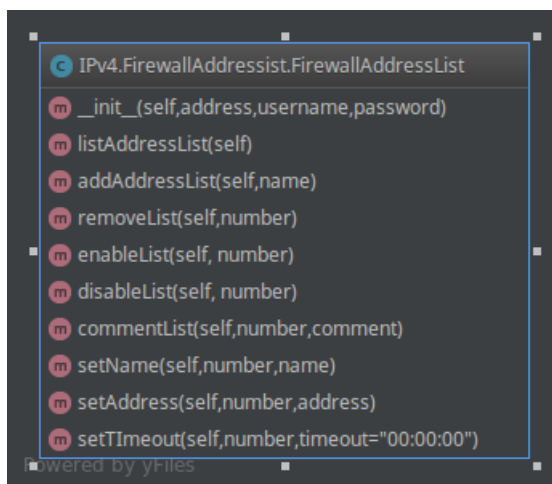 C IPv4.FirewallAddressist.FirewallAddressList
m __init__(self,address,username,password)
m listAddressList(self)
m addAddressList(self,name)
m removeList(self,number)
m enableList(self, number)
m disableList(self, number)
m commentList(self,number,comment)
m setName(self,number,name)
m setAddress(self,number,address)
m setTImeout(self,number,timeout="00:00:00")
Powered by yFiles